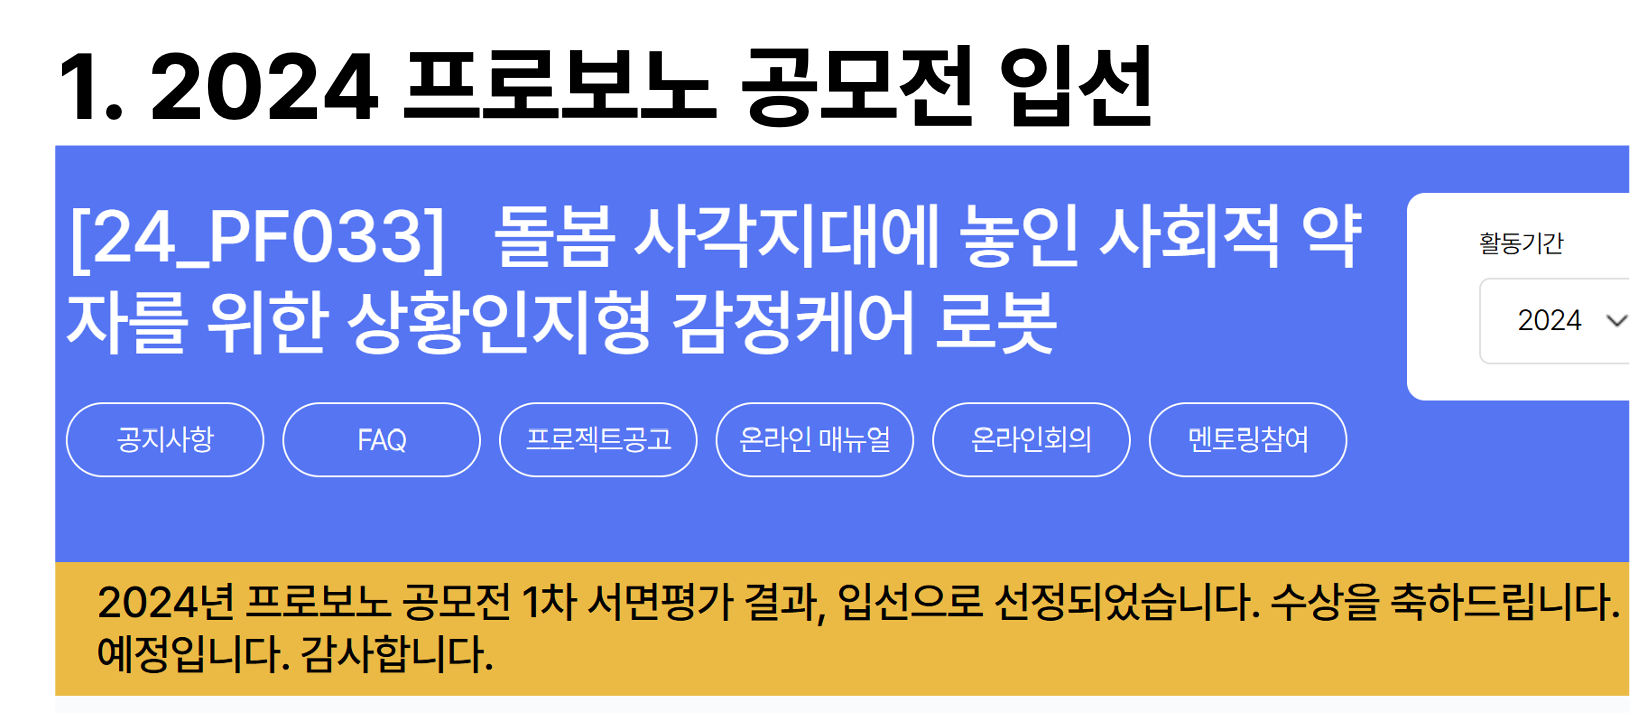 1. 2024 프로보노 공모전 입선
[24_PF033] 돌봄 사각지대에 놓인 사회적 약
자를 위한 상황인지형 감정케어 로봇
활동기간
2024
공지사항 FAQ 프로젝트공고 온라인 매뉴얼 온라인회의 멘토링참여
2024년 프로보노 공모전 1차 서면평가 결과, 입선으로 선정되었습니다. 수상을 축하드립니다.
예정입니다. 감사합니다.